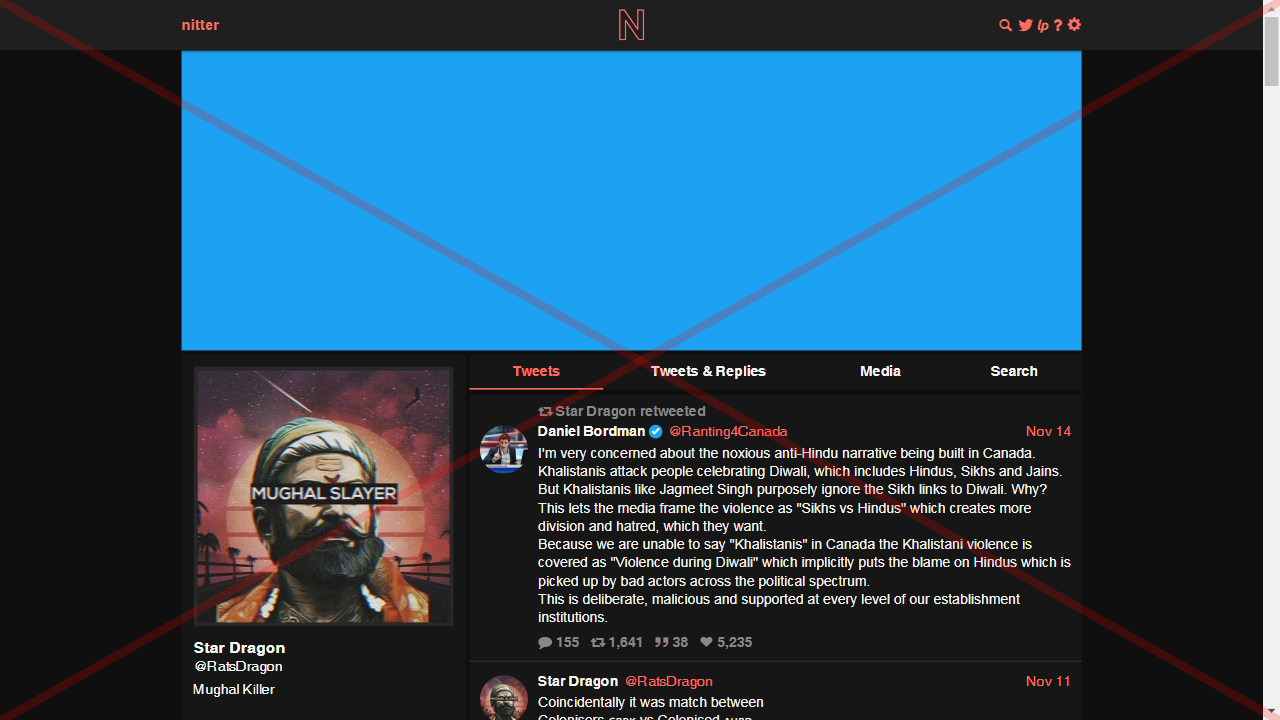 nitter
N
lp ?
Tweets
Tweets & Replies
Media
Search
Star Dragon retweeted
Daniel Bordman @Ranting4Canada
Nov 14
I'm very concerned about the noxious anti-Hindu narrative being built in Canada.
Khalistanis attack people celebrating Diwali, which includes Hindus, Sikhs and Jains.
But Khalistanis like Jagmeet Singh purposely ignore the Sikh links to Diwali. Why?
This lets the media frame the violence as "Sikhs vs Hindus" which creates more
division and hatred, which they want.
Because we are unable to say "Khalistanis" in Canada the Khalistani violence is
covered as "Violence during Diwali" which implicitly puts the blame on Hindus which is
picked up by bad actors across the political spectrum.
This is deliberate, malicious and supported at every level of our establishment
institutions.
155 1,641 38 5,235
MUGHAL SLAYER
Star Dragon
@RatsDragon
Mughal Killer
Star Dragon @RatsDragon
Nov 11
Coincidentally it was match between
Colonisers vs Colonised